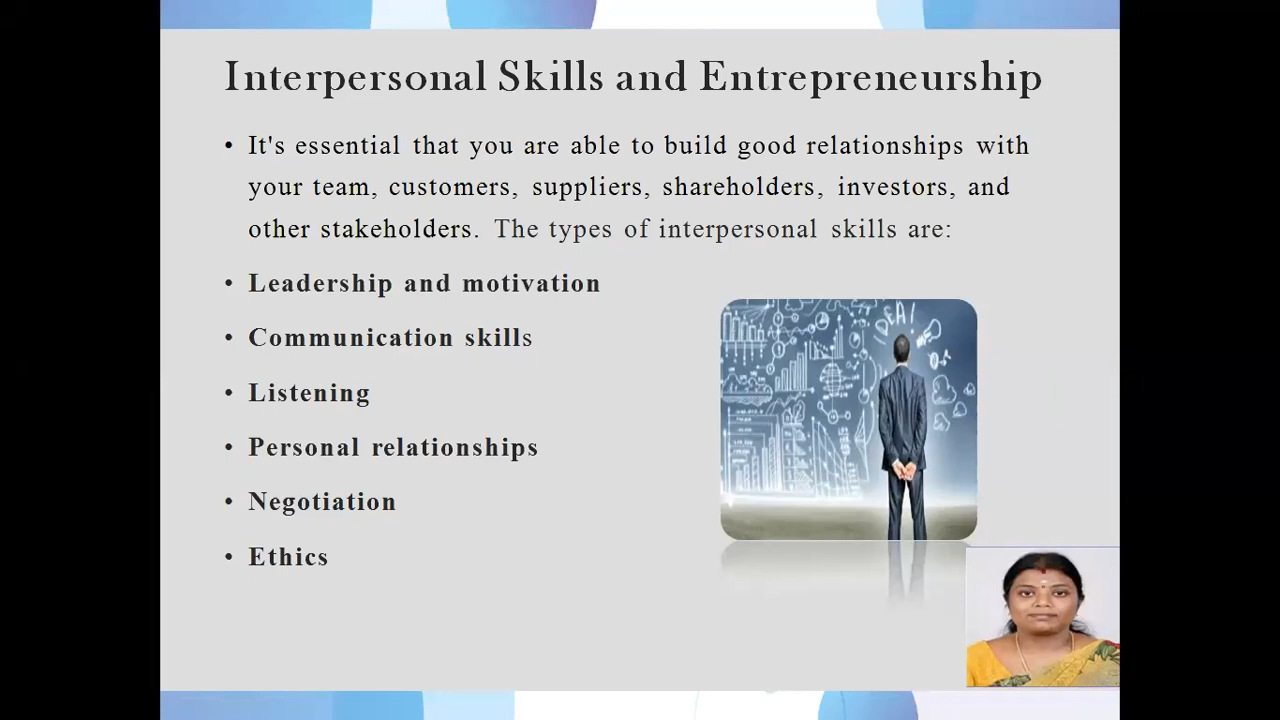 Interpersonal Skills and Entrepreneurship
• It's essential that you are able to build good relationships with
your team, customers, suppliers, shareholders, investors, and
other stakeholders. The types of interpersonal skills are:
• Leadership and motivation
• Communication skills
• Listening
• Personal relationships
• Negotiation
• Ethics
IDEA!